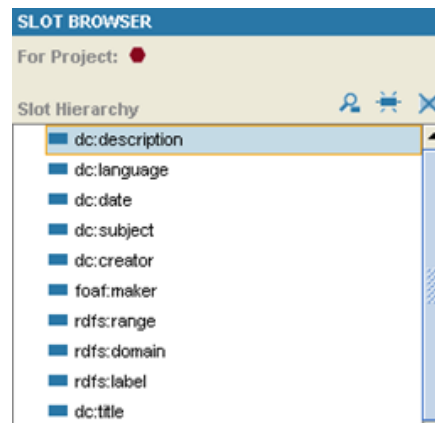 SLOT BROWSER
For Project:
Slot Hierarchy
dc:description
dc:language
dc:date
dc:subject
dc:creator
foaf:maker
rdfs:range
rdfs:domain
rdfs:label
dc:title